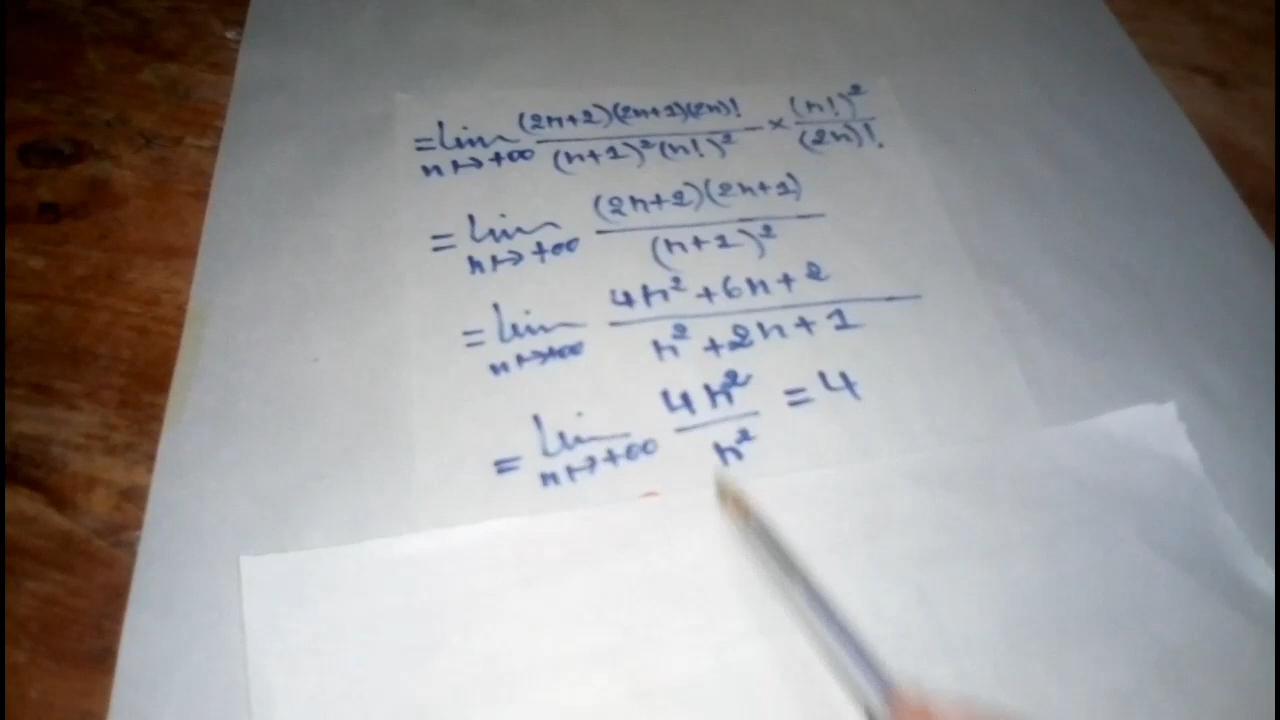 =lim n↦+∞ (2n+2)(2n+1)(2n)!/(n+1)²(n!)² × (n!)²/(2n)!
=lim n↦+∞ (2n+2)(2n+1)/(n+1)²
=lim n↦+∞ 4n²+6n+2/n²+2n+1
=lim n↦+∞ 4n²/n² =4